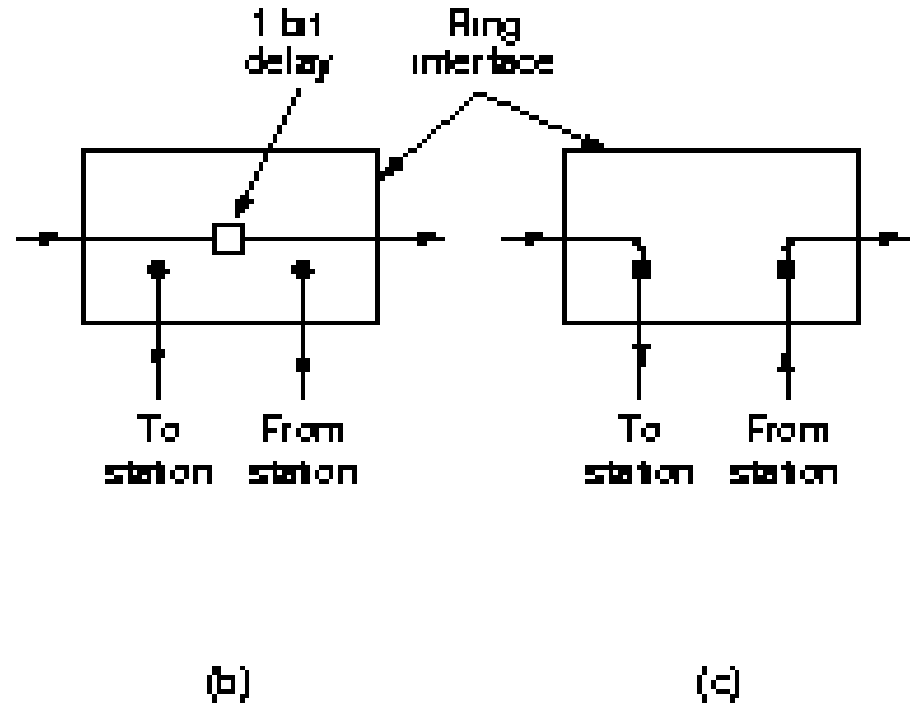 1 bit
delay
Ring
interface
To
station
From
station
To
station
From
station
(b)
(c)